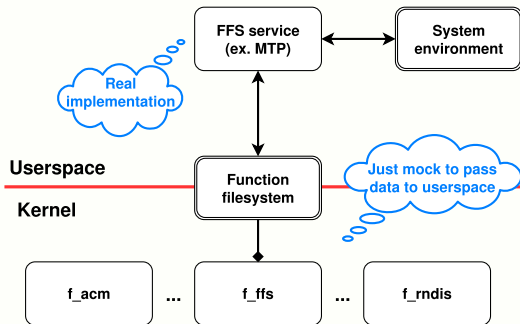 FFS service
(ex. MTP)
System
environment
Real
implementation
Userspace
Function
filesystem
Just mock to pass
data to userspace
Kernel
f_acm
...
f_ffs
...
f_rndis